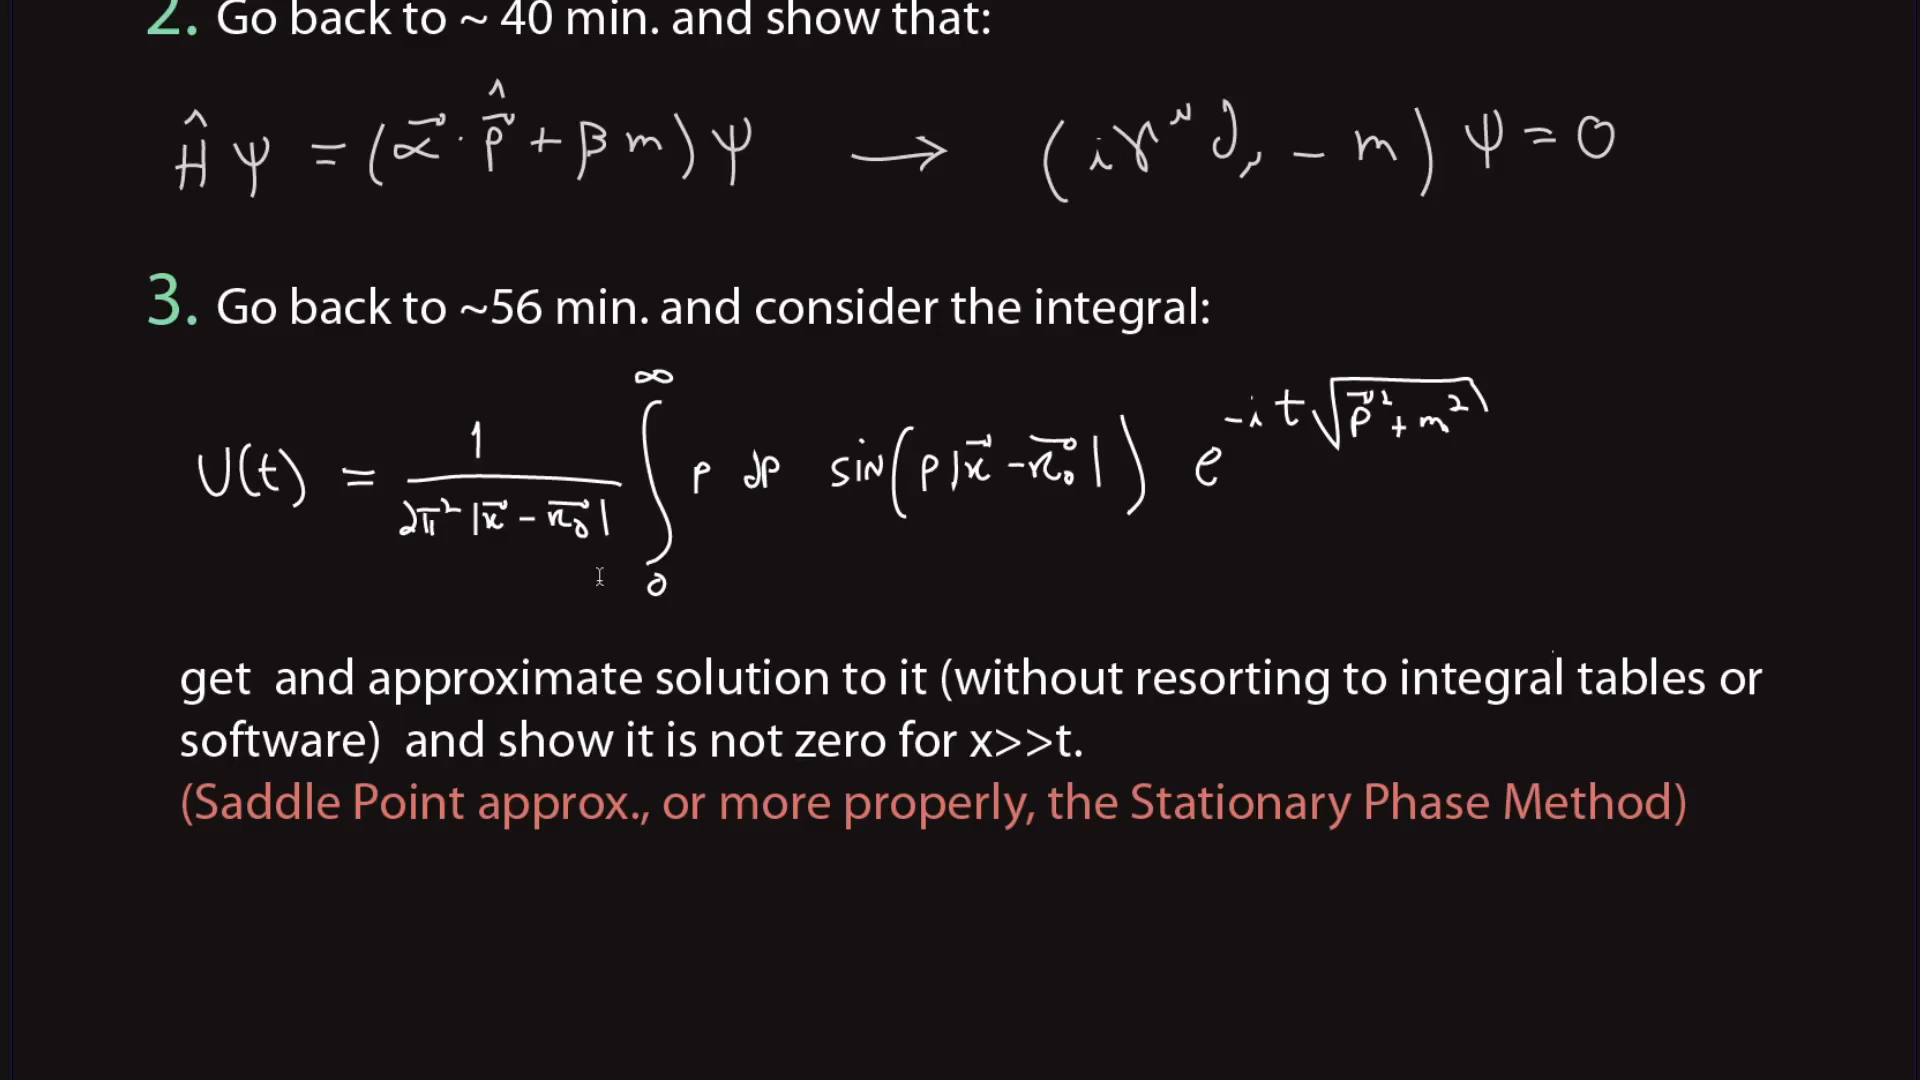 2. Go back to ~ 40 min. and show that:
Ĥ ψ = (α⃗ · p̂⃗ + β m) ψ → (i γ^μ ∂_μ − m) ψ = 0
3. Go back to ~56 min. and consider the integral:
U(t) = 1 / (2π² |x⃗ − x⃗₀|) ∫₀^∞ p dp sin(p|x⃗ − x⃗₀|) e^(−i t √(p⃗² + m²))
get and approximate solution to it (without resorting to integral tables or
software) and show it is not zero for x>>t.
(Saddle Point approx., or more properly, the Stationary Phase Method)